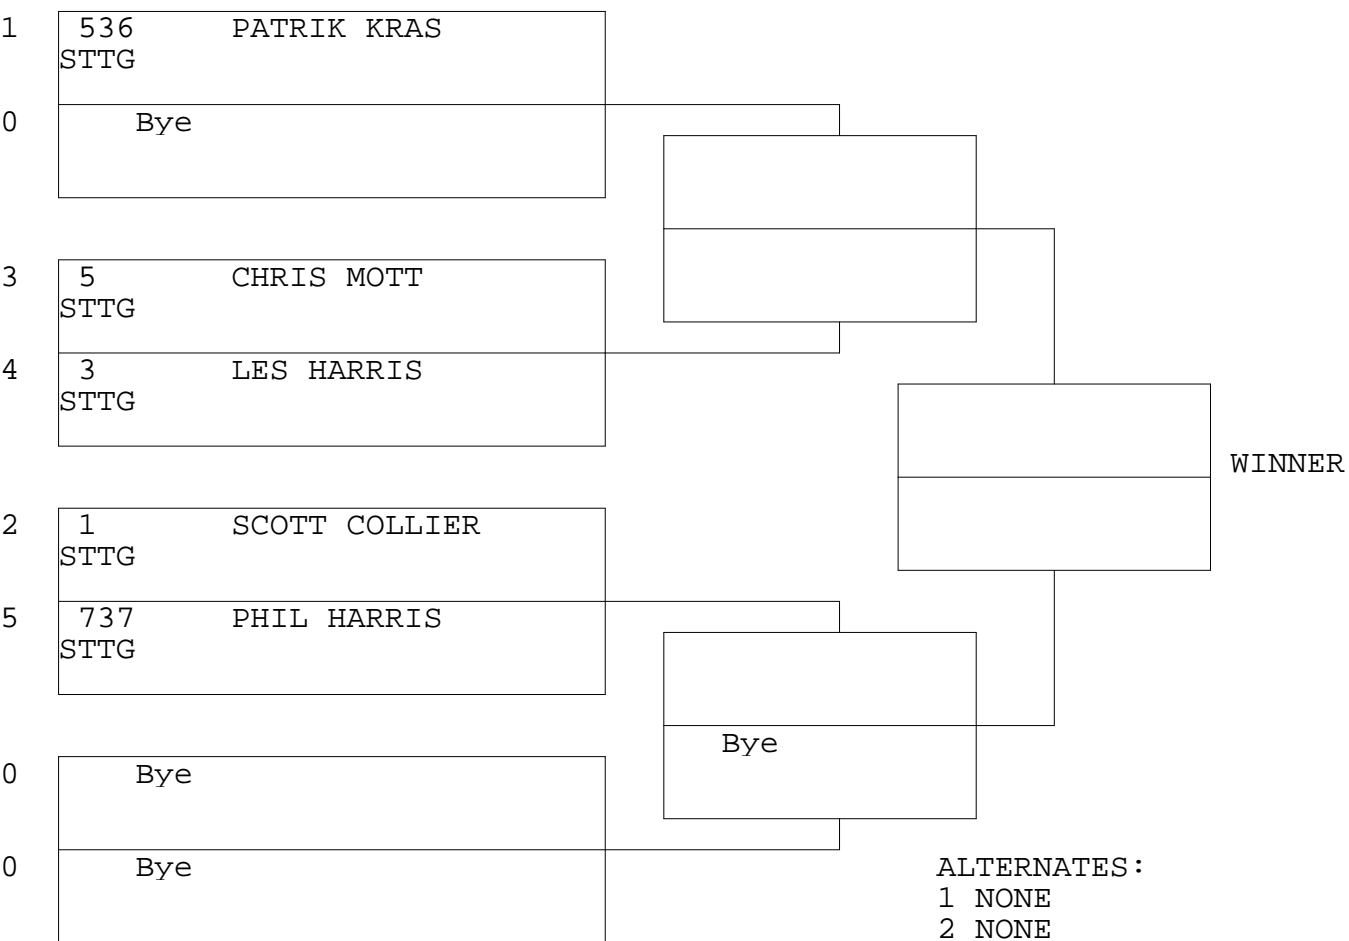 1 536 PATRIK KRAS
STTG
0 Bye
3 5 CHRIS MOTT
STTG
4 3 LES HARRIS
STTG
WINNER
2 1 SCOTT COLLIER
STTG
5 737 PHIL HARRIS
STTG
Bye
0 Bye
0 Bye
ALTERNATES:
1 NONE
2 NONE